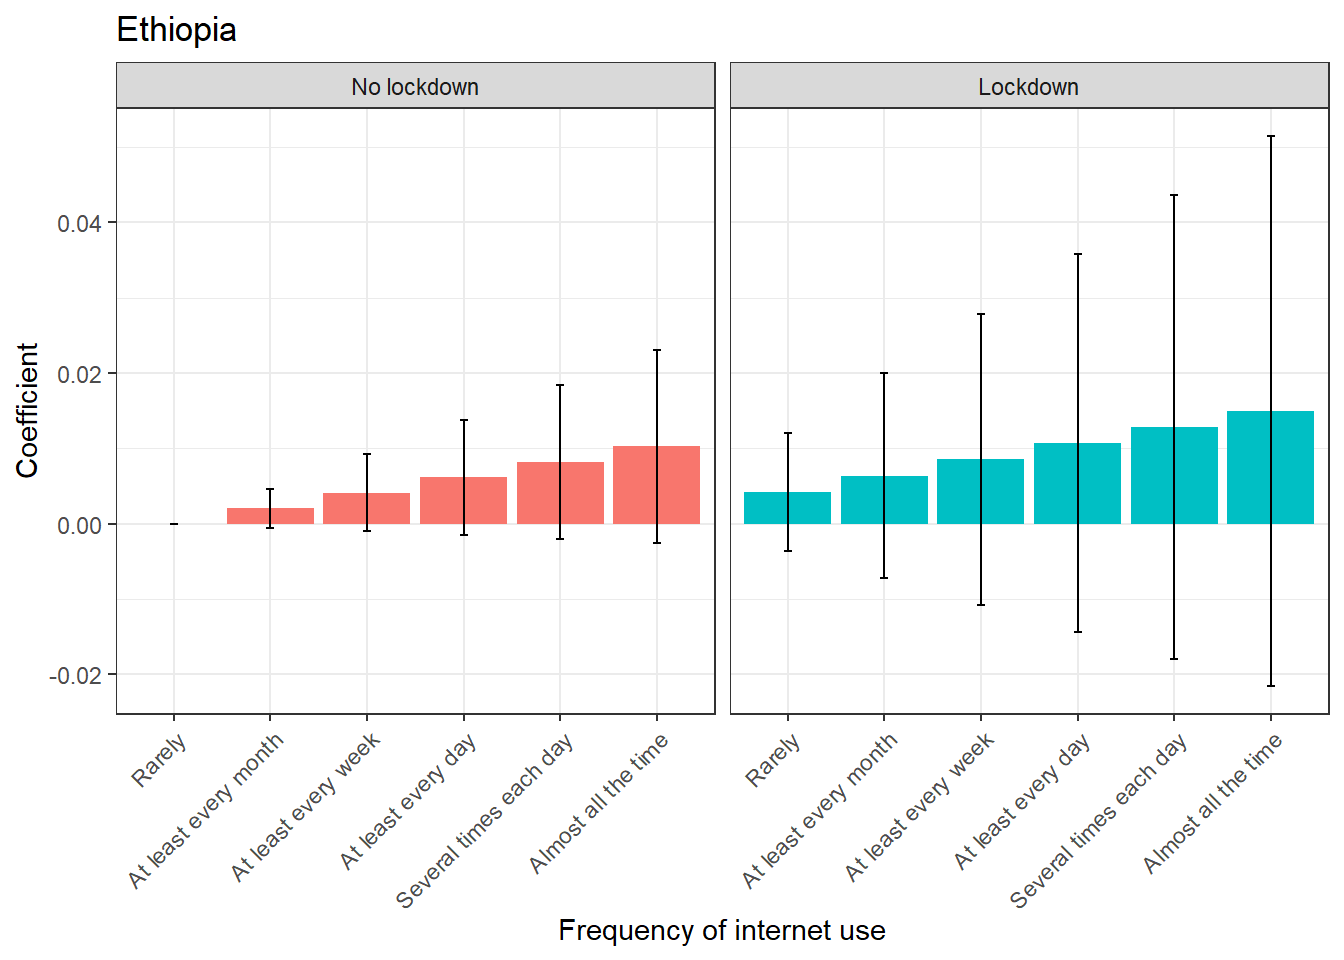 Ethiopia
No lockdown
Lockdown
Coefficient
0.04
0.02
0.00
-0.02
Rarely
At least every month
At least every week
At least every day
Several times each day
Almost all the time
Rarely
At least every month
At least every week
At least every day
Several times each day
Almost all the time
Frequency of internet use